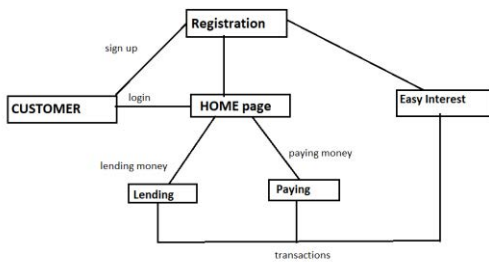 Registration
sign up
CUSTOMER
login
HOME page
Easy Interest
lending money
paying money
Lending
Paying
transactions